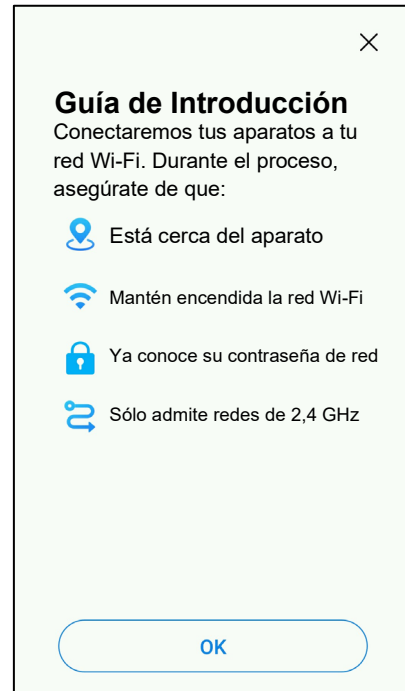 Guía de Introducción
Conectaremos tus aparatos a tu
red Wi-Fi. Durante el proceso,
asegúrate de que:
Está cerca del aparato
Mantén encendida la red Wi-Fi
Ya conoce su contraseña de red
Sólo admite redes de 2,4 GHz
OK